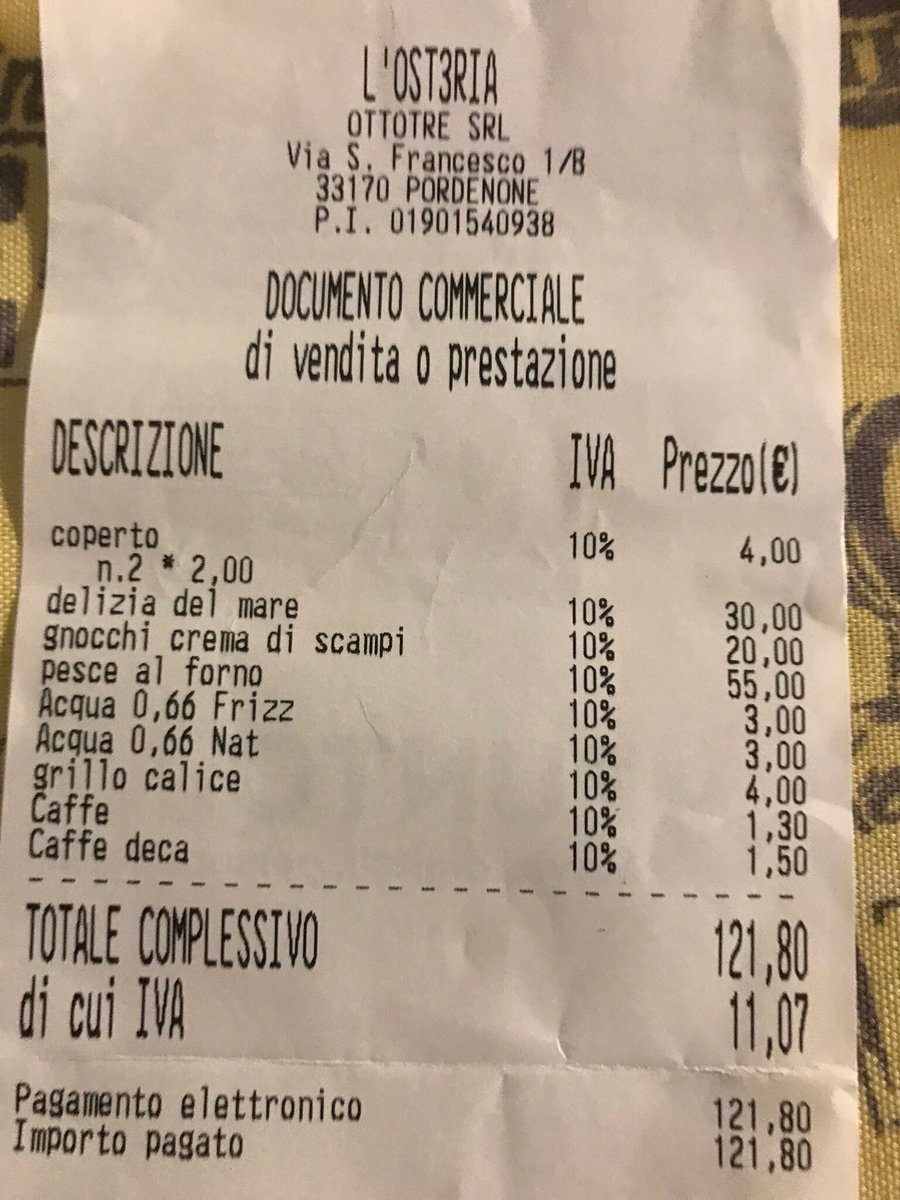 L'OST3RIA
OTTOTRE SRL
Via S. Francesco 1/B
33170 PORDENONE
P.I. 01901540938
DOCUMENTO COMMERCIALE
di vendita o prestazione
DESCRIZIONE IVA Prezzo(€)
coperto 10% 4,00
n.2 * 2,00
delizia del mare 10% 30,00
gnocchi crema di scampi 10% 20,00
pesce al forno 10% 55,00
Acqua 0,66 Frizz 10% 3,00
Acqua 0,66 Nat 10% 3,00
grillo calice 10% 4,00
Caffe 10% 1,30
Caffe deca 10% 1,50
TOTALE COMPLESSIVO 121,80
di cui IVA 11,07
Pagamento elettronico 121,80
Importo pagato 121,80